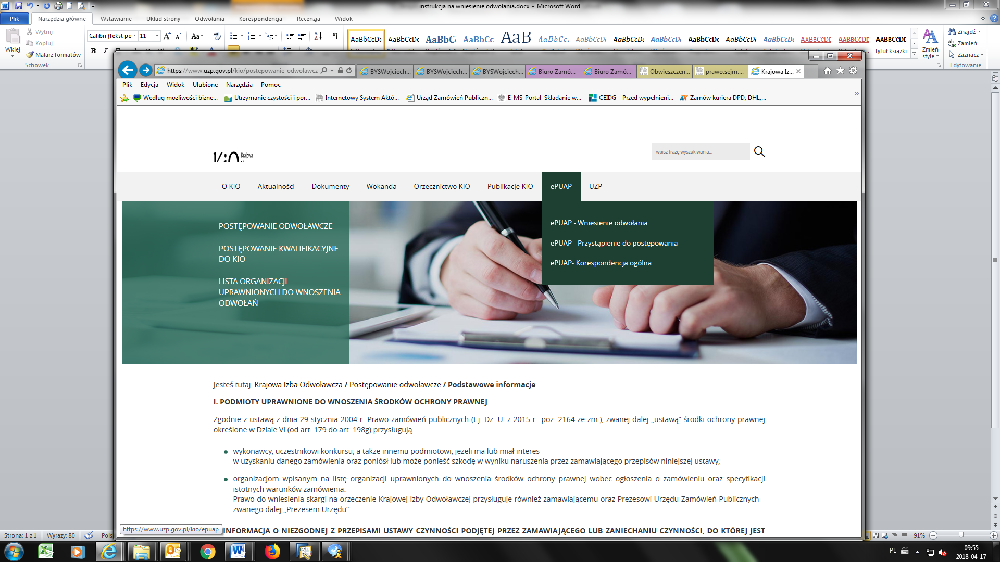 instrukcja na wniesienie odwołania.docx - Microsoft Word
Plik
Narzędzia główne
Wstawianie
Układ strony
Odwołania
Korespondencja
Recenzja
Widok
Wklej
Wytnij
Kopiuj
Malarz formatów
Schowek
Calibri (Tekst pc
11
AaBbCcDc
AaBbCcDc
AaBbC
AaBbCc
AaB
AaBbCc.
AaBbCcDc
AaBbCcDc
AaBbCcDc
AaBbCcDc
AaBbCcDc
AaBbCcDc
AABBCCDE
AABBCCDE
AABBCCDE
Tytuł książki
Zmień
style
Znajdź
Zamień
Zaznacz
Edytowanie
https://www.uzp.gov.pl/kio/postepowanie-odwolawcz
BYSWojciech...
BYSWojciech...
BYSWojciech...
Biuro Zamó...
Biuro Zamó...
Obwieszczen...
prawo.sejm....
Krajowa Iz...
Plik Edycja Widok Ulubione Narzędzia Pomoc
Według możliwości bizne...
Utrzymanie czystości i por...
Internetowy System Aktó...
Urząd Zamówień Publiczn...
E-MS-Portal Składanie w...
CEIDG – Przed wypełnieni...
Zamów kuriera DPD, DHL,...
KIO Krajowa
wpisz frazę wyszukiwania...
O KIO
Aktualności
Dokumenty
Wokanda
Orzecznictwo KIO
Publikacje KIO
ePUAP
UZP
POSTĘPOWANIE ODWOŁAWCZE
POSTĘPOWANIE KWALIFIKACYJNE
DO KIO
LISTA ORGANIZACJI
UPRAWNIONYCH DO WNOSZENIA
ODWOŁAŃ
ePUAP - Wniesienie odwołania
ePUAP - Przystąpienie do postępowania
ePUAP- Korespondencja ogólna
Jesteś tutaj: Krajowa Izba Odwoławcza / Postępowanie odwoławcze / Podstawowe informacje
I. PODMIOTY UPRAWNIONE DO WNOSZENIA ŚRODKÓW OCHRONY PRAWNEJ
Zgodnie z ustawą z dnia 29 stycznia 2004 r. Prawo zamówień publicznych (t.j. Dz. U. z 2015 r. poz. 2164 ze zm.), zwanej dalej „ustawą” środki ochrony prawnej
określone w Dziale VI (od art. 179 do art. 198g) przysługują:
wykonawcy, uczestnikowi konkursu, a także innemu podmiotowi, jeżeli ma lub miał interes
w uzyskaniu danego zamówienia oraz poniósł lub może ponieść szkodę w wyniku naruszenia przez zamawiającego przepisów niniejszej ustawy,
organizacjom wpisanym na listę organizacji uprawnionych do wnoszenia środków ochrony prawnej wobec ogłoszenia o zamówieniu oraz specyfikacji
istotnych warunków zamówienia.
Prawo do wniesienia skargi na orzeczenie Krajowej Izby Odwoławczej przysługuje również zamawiającemu oraz Prezesowi Urzędu Zamówień Publicznych –
zwanego dalej „Prezesem Urzędu”.
INFORMACJA O NIEZGODNEJ Z PRZEPISAMI USTAWY CZYNNOŚCI PODJĘTEJ PRZEZ ZAMAWIAJĄCEGO LUB ZANIECHANIU CZYNNOŚCI, DO KTÓREJ JEST
https://www.uzp.gov.pl/kio/epuap
Strona: 1 z 1
Wyrazy: 80
Pols
91%
PL
09:55
2018-04-17